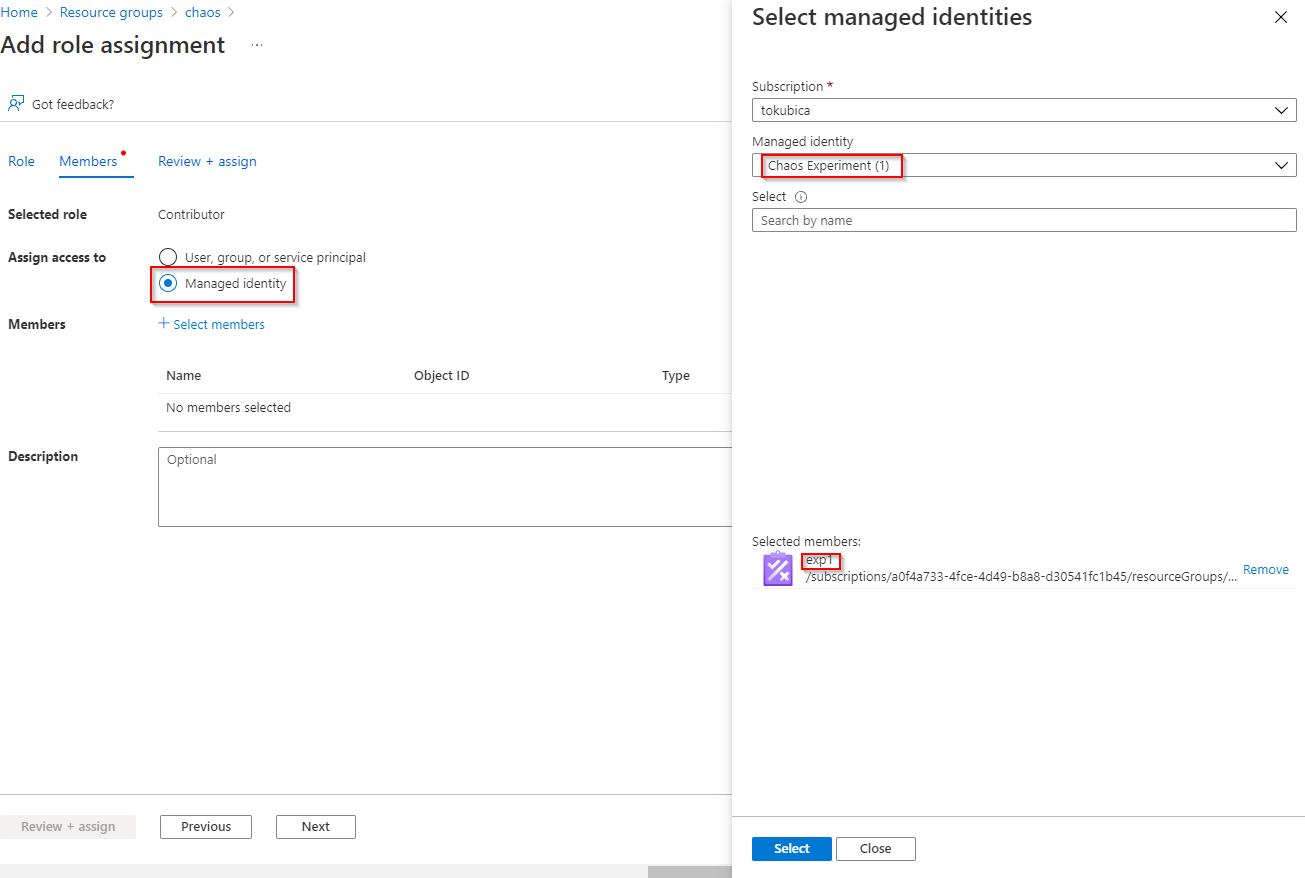 Home > Resource groups > chaos >
Add role assignment ...
Got feedback?
Role Members Review + assign
Selected role Contributor
Assign access to User, group, or service principal
Managed identity
Members + Select members
Name Object ID Type
No members selected
Description Optional
Review + assign Previous Next
Select managed identities
Subscription *
tokubica
Managed identity
Chaos Experiment (1)
Select
Search by name
Selected members:
exp1
/subscriptions/a0f4a733-4fce-4d49-b8a8-d30541fc1b45/resourceGroups/... Remove
Select Close